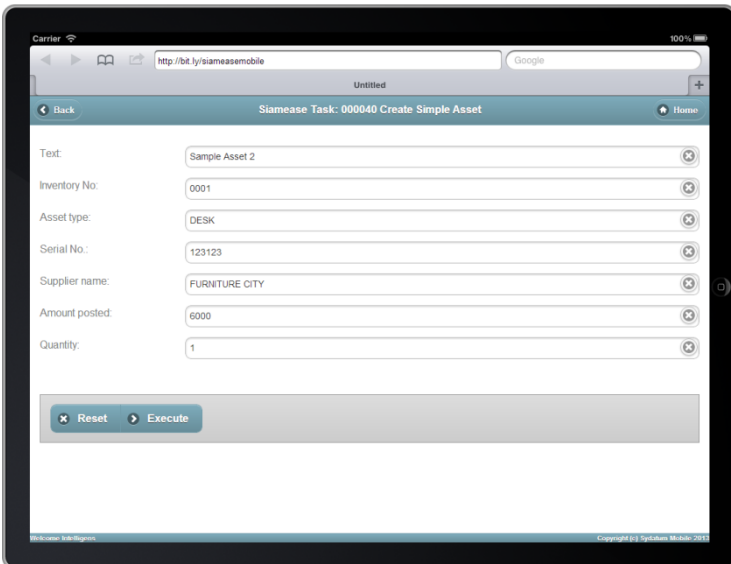 Carrier 100%
http://bit.ly/siameasemobile Google
Untitled
Back Siamease Task: 000040 Create Simple Asset Home
Text: Sample Asset 2
Inventory No: 0001
Asset type: DESK
Serial No.: 123123
Supplier name: FURNITURE CITY
Amount posted: 6000
Quantity: 1
Reset Execute
Welcome Intelligens Copyright (c) Sydatum Mobile 2013